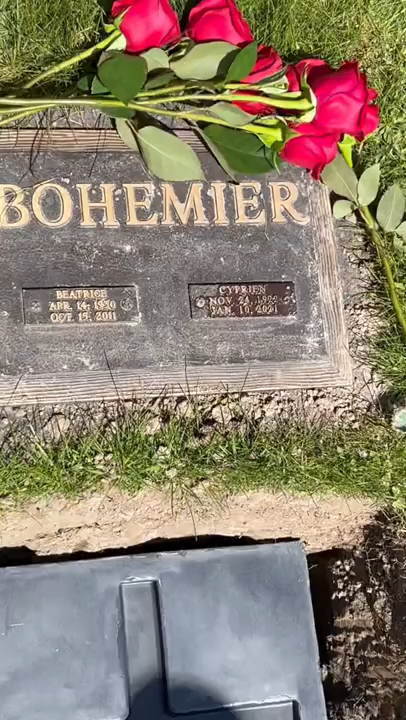 BOHEMIER
BEATRICE
APR. 14, 1930
OCT. 15, 2011
CYPRIEN
NOV. 24
JAN. 10, 2021